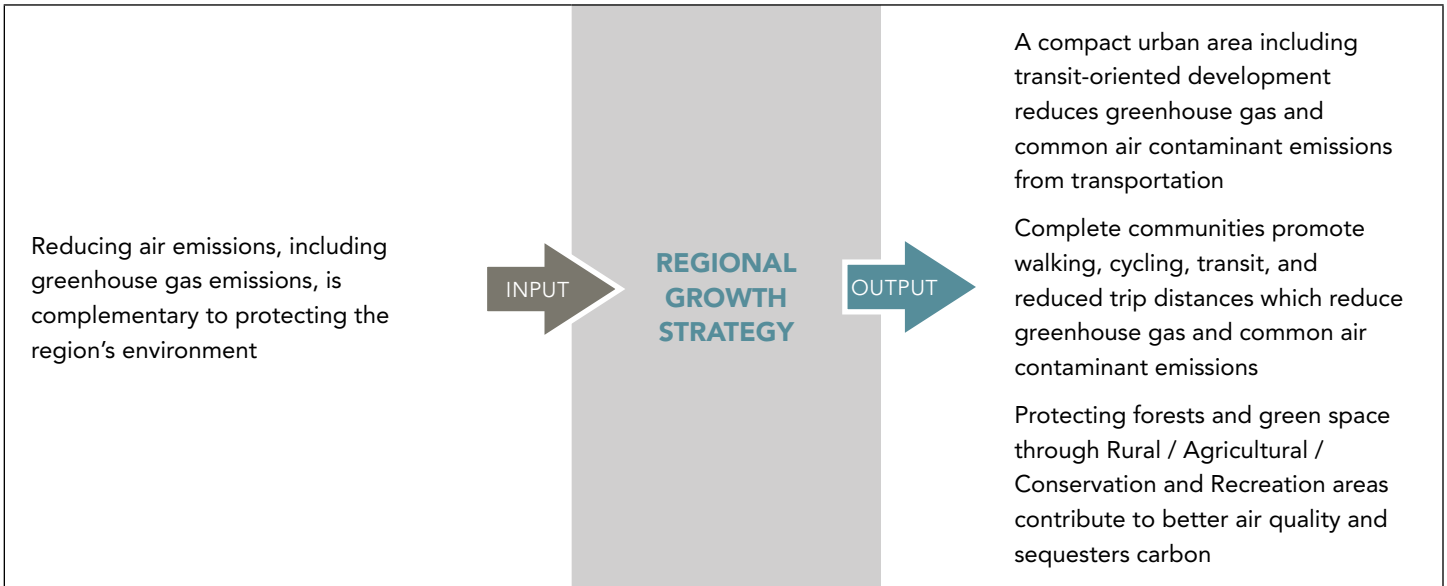 Reducing air emissions, including
greenhouse gas emissions, is
complementary to protecting the
region’s environment
INPUT
REGIONAL
GROWTH
STRATEGY
OUTPUT
A compact urban area including
transit-oriented development
reduces greenhouse gas and
common air contaminant emissions
from transportation
Complete communities promote
walking, cycling, transit, and
reduced trip distances which reduce
greenhouse gas and common air
contaminant emissions
Protecting forests and green space
through Rural / Agricultural /
Conservation and Recreation areas
contribute to better air quality and
sequesters carbon